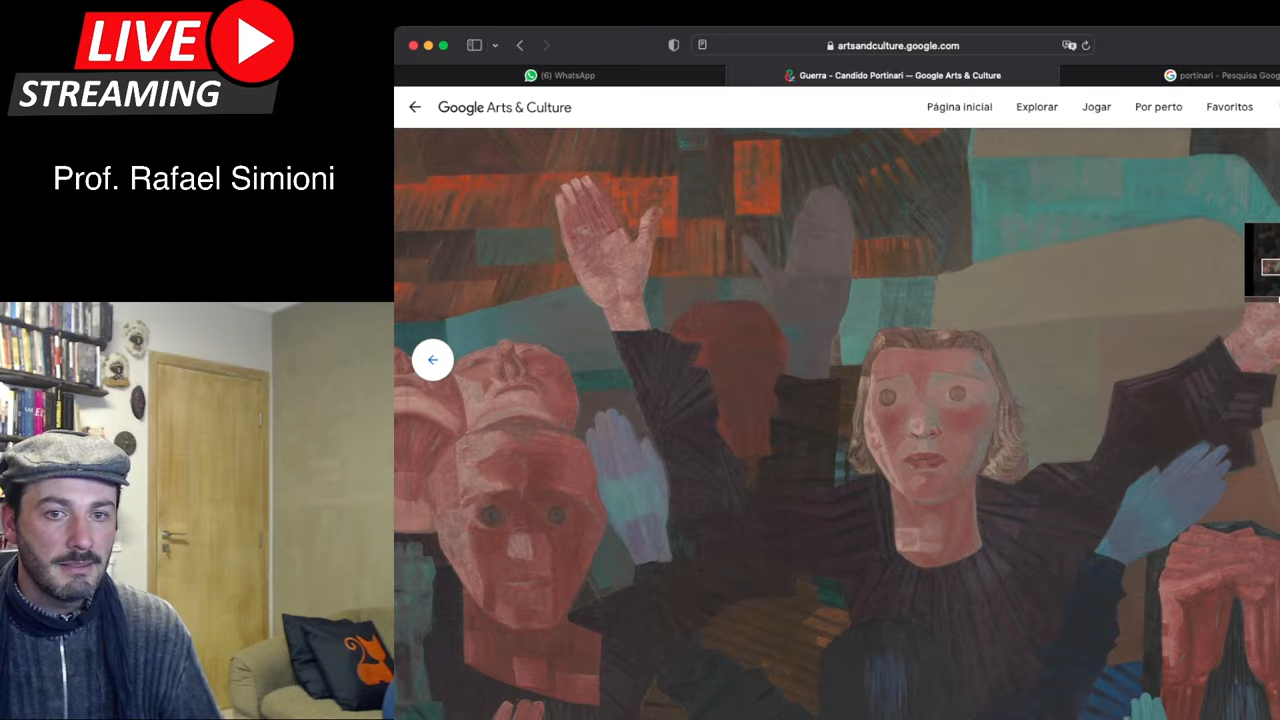 LIVE
STREAMING
Prof. Rafael Simioni
artsandculture.google.com
(6) WhatsApp
Guerra - Candido Portinari — Google Arts & Culture
portinari - Pesquisa Goog
Google Arts & Culture
Página inicial
Explorar
Jogar
Por perto
Favoritos